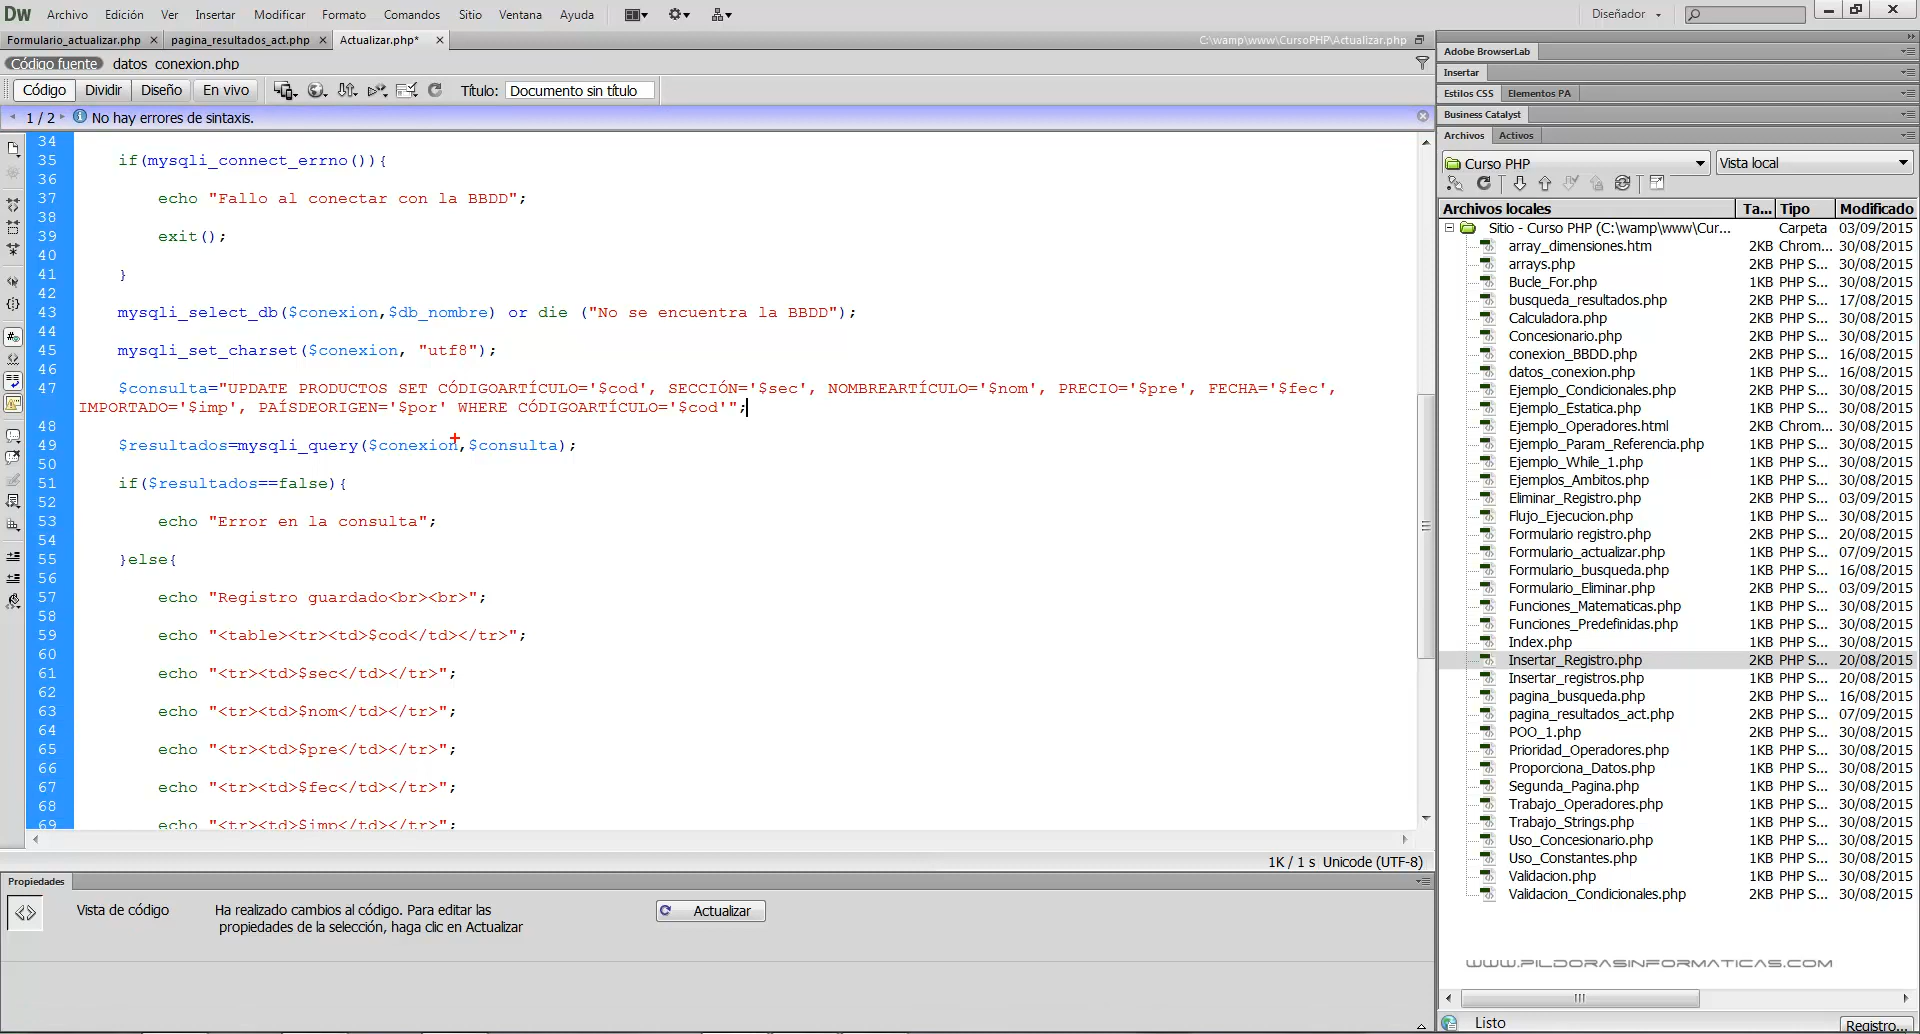 Dw Archivo Edición Ver Insertar Modificar Formato Comandos Sitio Ventana Ayuda Diseñador
Formulario_actualizar.php pagina_resultados_act.php Actualizar.php* C:\wamp\www\CursoPHP\Actualizar.php
Código fuente datos_conexion.php
Código Dividir Diseño En vivo Título: Documento sin título
1 / 2 No hay errores de sintaxis.
34
35 if(mysqli_connect_errno()){
36
37 echo "Fallo al conectar con la BBDD";
38
39 exit();
40
41 }
42
43 mysqli_select_db($conexion,$db_nombre) or die ("No se encuentra la BBDD");
44
45 mysqli_set_charset($conexion, "utf8");
46
47 $consulta="UPDATE PRODUCTOS SET CÓDIGOARTÍCULO='$cod', SECCIÓN='$sec', NOMBREARTÍCULO='$nom', PRECIO='$pre', FECHA='$fec',
IMPORTADO='$imp', PAÍSDEORIGEN='$por' WHERE CÓDIGOARTÍCULO='$cod'";
48
49 $resultados=mysqli_query($conexion,$consulta);
50
51 if($resultados==false){
52
53 echo "Error en la consulta";
54
55 }else{
56
57 echo "Registro guardado<br><br>";
58
59 echo "<table><tr><td>$cod</td></tr>";
60
61 echo "<tr><td>$sec</td></tr>";
62
63 echo "<tr><td>$nom</td></tr>";
64
65 echo "<tr><td>$pre</td></tr>";
66
67 echo "<tr><td>$fec</td></tr>";
68
69 echo "<tr><td>$imp</td></tr>";
1K / 1 s Unicode (UTF-8)
Propiedades
Vista de código Ha realizado cambios al código. Para editar las Actualizar
propiedades de la selección, haga clic en Actualizar
Adobe BrowserLab
Insertar
Estilos CSS Elementos PA
Business Catalyst
Archivos Activos
Curso PHP Vista local
Archivos locales Ta... Tipo Modificado
Sitio - Curso PHP (C:\wamp\www\Cur... Carpeta 03/09/2015
array_dimensiones.htm 2KB Chrom... 30/08/2015
arrays.php 2KB PHP S... 30/08/2015
Bucle_For.php 1KB PHP S... 30/08/2015
busqueda_resultados.php 2KB PHP S... 17/08/2015
Calculadora.php 2KB PHP S... 30/08/2015
Concesionario.php 2KB PHP S... 30/08/2015
conexion_BBDD.php 2KB PHP S... 16/08/2015
datos_conexion.php 1KB PHP S... 16/08/2015
Ejemplo_Condicionales.php 1KB PHP S... 30/08/2015
Ejemplo_Estatica.php 1KB PHP S... 30/08/2015
Ejemplo_Operadores.html 2KB Chrom... 30/08/2015
Ejemplo_Param_Referencia.php 1KB PHP S... 30/08/2015
Ejemplo_While_1.php 1KB PHP S... 30/08/2015
Ejemplos_Ambitos.php 1KB PHP S... 30/08/2015
Eliminar_Registro.php 2KB PHP S... 03/09/2015
Flujo_Ejecucion.php 1KB PHP S... 30/08/2015
Formulario registro.php 2KB PHP S... 20/08/2015
Formulario_actualizar.php 1KB PHP S... 07/09/2015
Formulario_busqueda.php 1KB PHP S... 16/08/2015
Formulario_Eliminar.php 2KB PHP S... 03/09/2015
Funciones_Matematicas.php 1KB PHP S... 30/08/2015
Funciones_Predefinidas.php 1KB PHP S... 30/08/2015
Index.php 1KB PHP S... 30/08/2015
Insertar_Registro.php 2KB PHP S... 20/08/2015
Insertar_registros.php 1KB PHP S... 20/08/2015
pagina_busqueda.php 2KB PHP S... 16/08/2015
pagina_resultados_act.php 2KB PHP S... 07/09/2015
POO_1.php 2KB PHP S... 30/08/2015
Prioridad_Operadores.php 1KB PHP S... 30/08/2015
Proporciona_Datos.php 1KB PHP S... 30/08/2015
Segunda_Pagina.php 1KB PHP S... 30/08/2015
Trabajo_Operadores.php 1KB PHP S... 30/08/2015
Trabajo_Strings.php 1KB PHP S... 30/08/2015
Uso_Concesionario.php 1KB PHP S... 30/08/2015
Uso_Constantes.php 1KB PHP S... 30/08/2015
Validacion.php 1KB PHP S... 30/08/2015
Validacion_Condicionales.php 2KB PHP S... 30/08/2015
WWW.PILDORASINFORMATICAS.COM
Listo Registro...